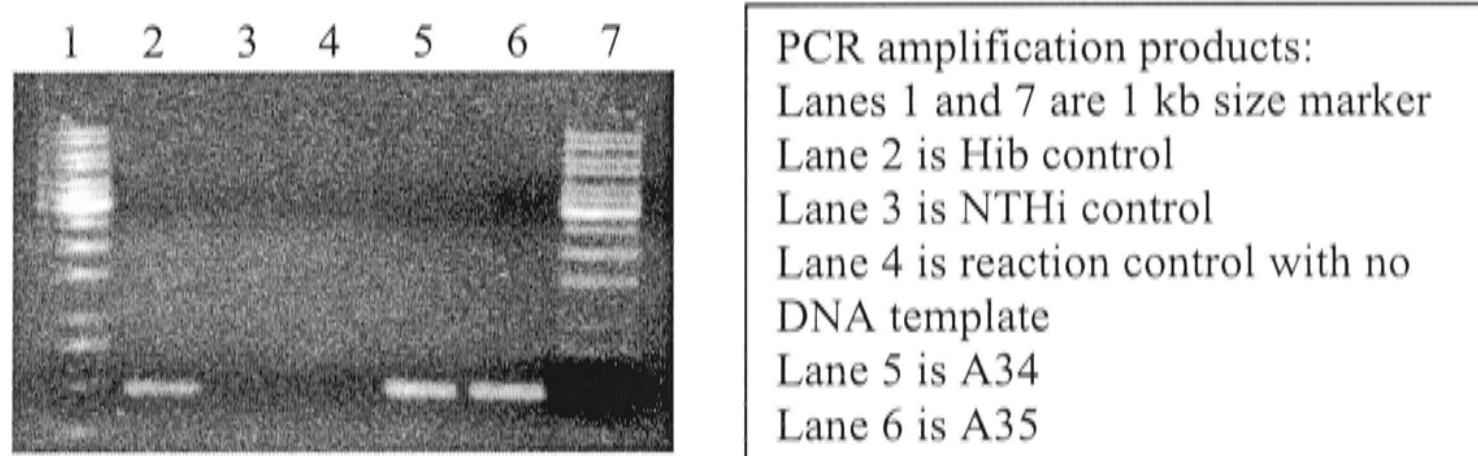 1 2 3 4 5 6 7
PCR amplification products:
Lanes 1 and 7 are 1 kb size marker
Lane 2 is Hib control
Lane 3 is NTHi control
Lane 4 is reaction control with no
DNA template
Lane 5 is A34
Lane 6 is A35